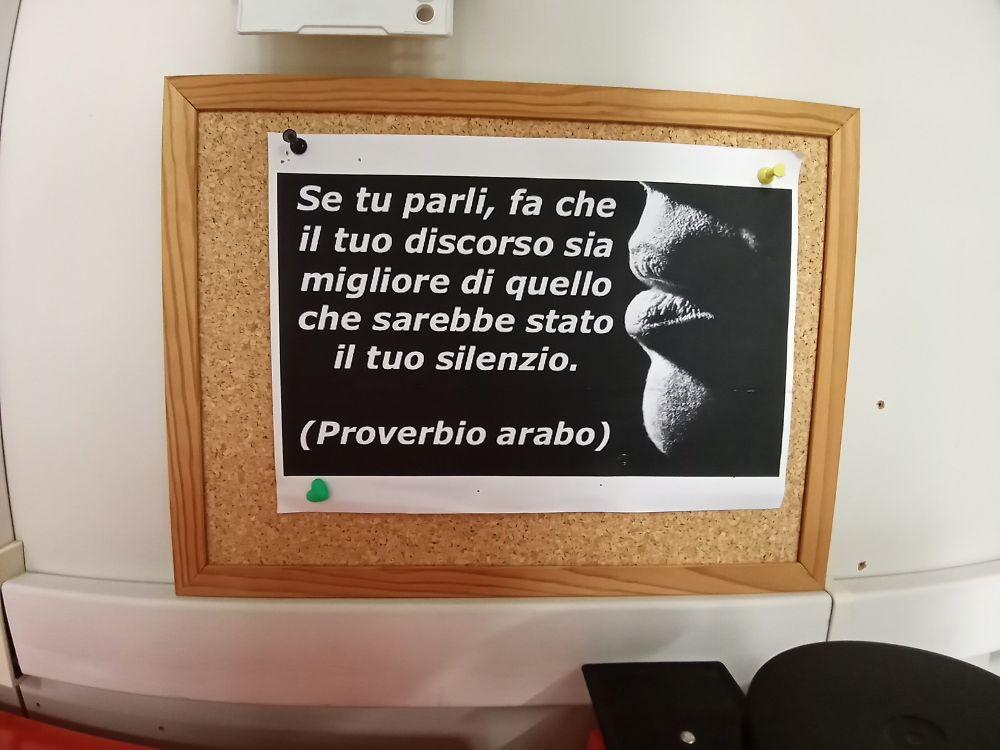 Se tu parli, fa che
il tuo discorso sia
migliore di quello
che sarebbe stato
il tuo silenzio.
(Proverbio arabo)